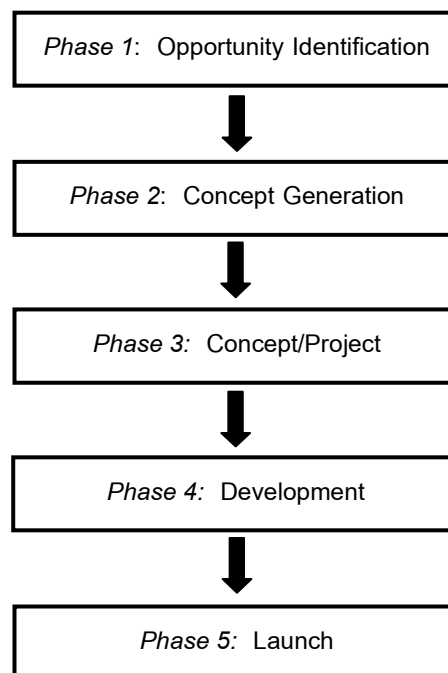 Phase 1: Opportunity Identification
Phase 2: Concept Generation
Phase 3: Concept/Project
Phase 4: Development
Phase 5: Launch